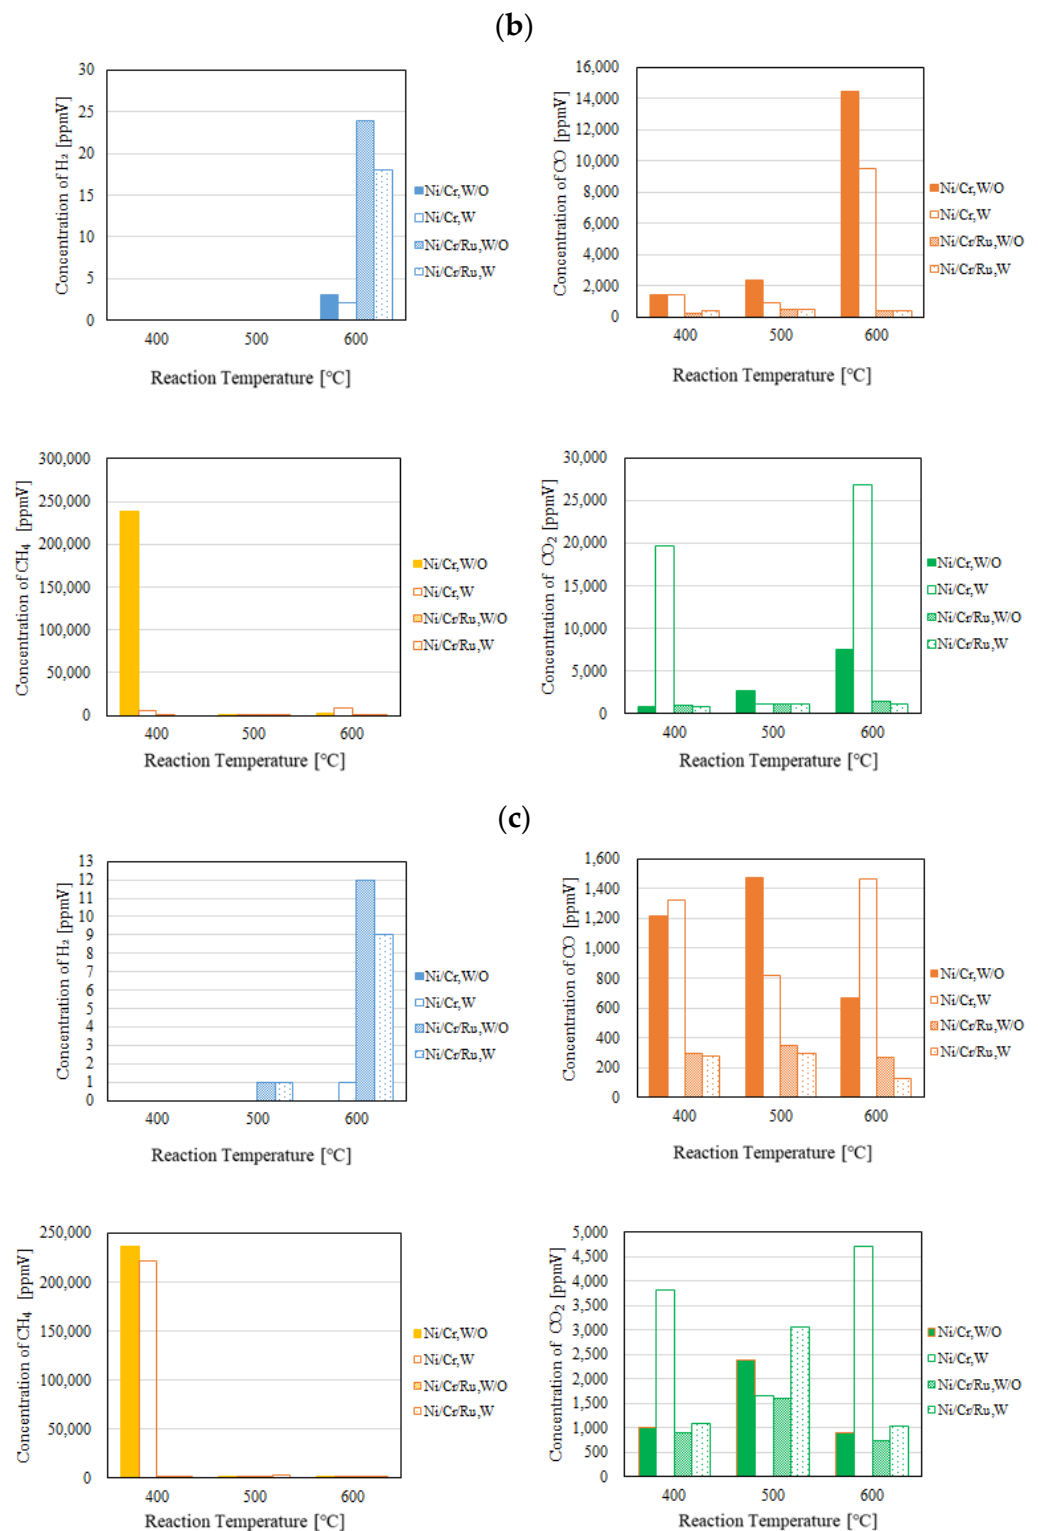 (b)
Concentration of H₂ [ppmV]
30
25
20
15
10
5
0
400
500
600
Reaction Temperature [℃]
Ni/Cr,W/O
Ni/Cr,W
Ni/Cr/Ru,W/O
Ni/Cr/Ru,W
Concentration of CO [ppmV]
16,000
14,000
12,000
10,000
8,000
6,000
4,000
2,000
0
400
500
600
Reaction Temperature [℃]
Ni/Cr,W/O
Ni/Cr,W
Ni/Cr/Ru,W/O
Ni/Cr/Ru,W
Concentration of CH₄ [ppmV]
300,000
250,000
200,000
150,000
100,000
50,000
0
400
500
600
Reaction Temperature [℃]
Ni/Cr,W/O
Ni/Cr,W
Ni/Cr/Ru,W/O
Ni/Cr/Ru,W
Concentration of CO₂ [ppmV]
30,000
25,000
20,000
15,000
10,000
5,000
0
400
500
600
Reaction Temperature [℃]
Ni/Cr,W/O
Ni/Cr,W
Ni/Cr/Ru,W/O
Ni/Cr/Ru,W
(c)
Concentration of H₂ [ppmV]
13
12
11
10
9
8
7
6
5
4
3
2
1
0
400
500
600
Reaction Temperature [℃]
Ni/Cr,W/O
Ni/Cr,W
Ni/Cr/Ru,W/O
Ni/Cr/Ru,W
Concentration of CO [ppmV]
1,600
1,400
1,200
1,000
800
600
400
200
0
400
500
600
Reaction Temperature [℃]
Ni/Cr,W/O
Ni/Cr,W
Ni/Cr/Ru,W/O
Ni/Cr/Ru,W
Concentration of CH₄ [ppmV]
250,000
200,000
150,000
100,000
50,000
0
400
500
600
Reaction Temperature [℃]
Ni/Cr,W/O
Ni/Cr,W
Ni/Cr/Ru,W/O
Ni/Cr/Ru,W
Concentration of CO₂ [ppmV]
5,000
4,500
4,000
3,500
3,000
2,500
2,000
1,500
1,000
500
0
400
500
600
Reaction Temperature [℃]
Ni/Cr,W/O
Ni/Cr,W
Ni/Cr/Ru,W/O
Ni/Cr/Ru,W